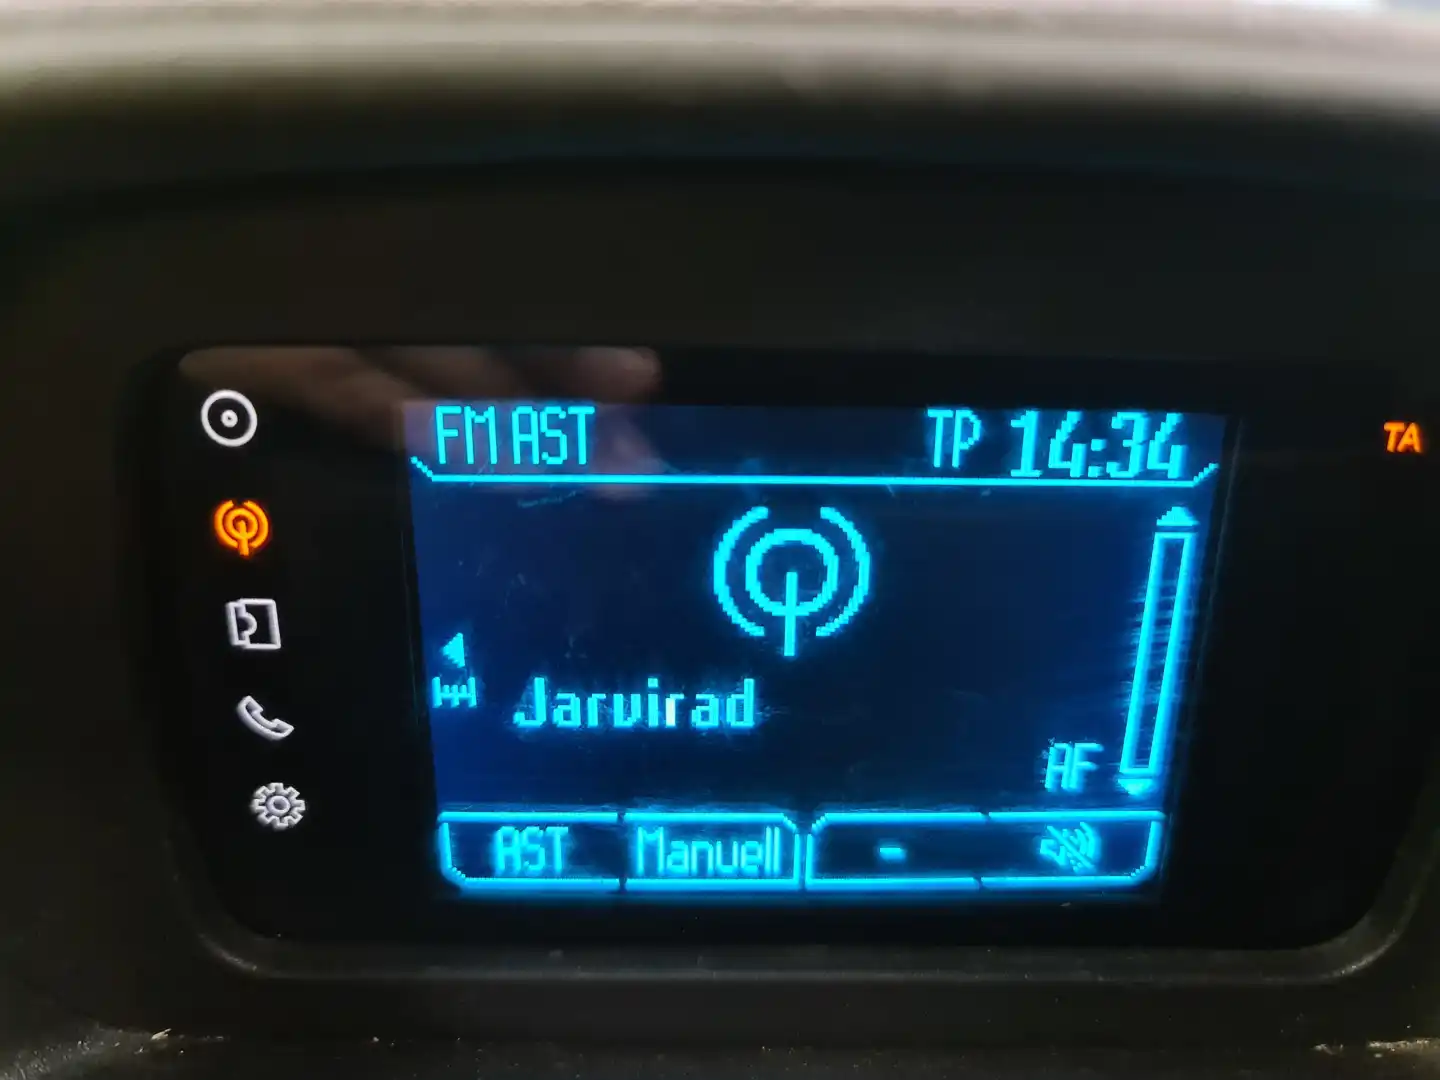 FM AST TP 14:34
TA
Jarvirad
AF
AST Manuell -